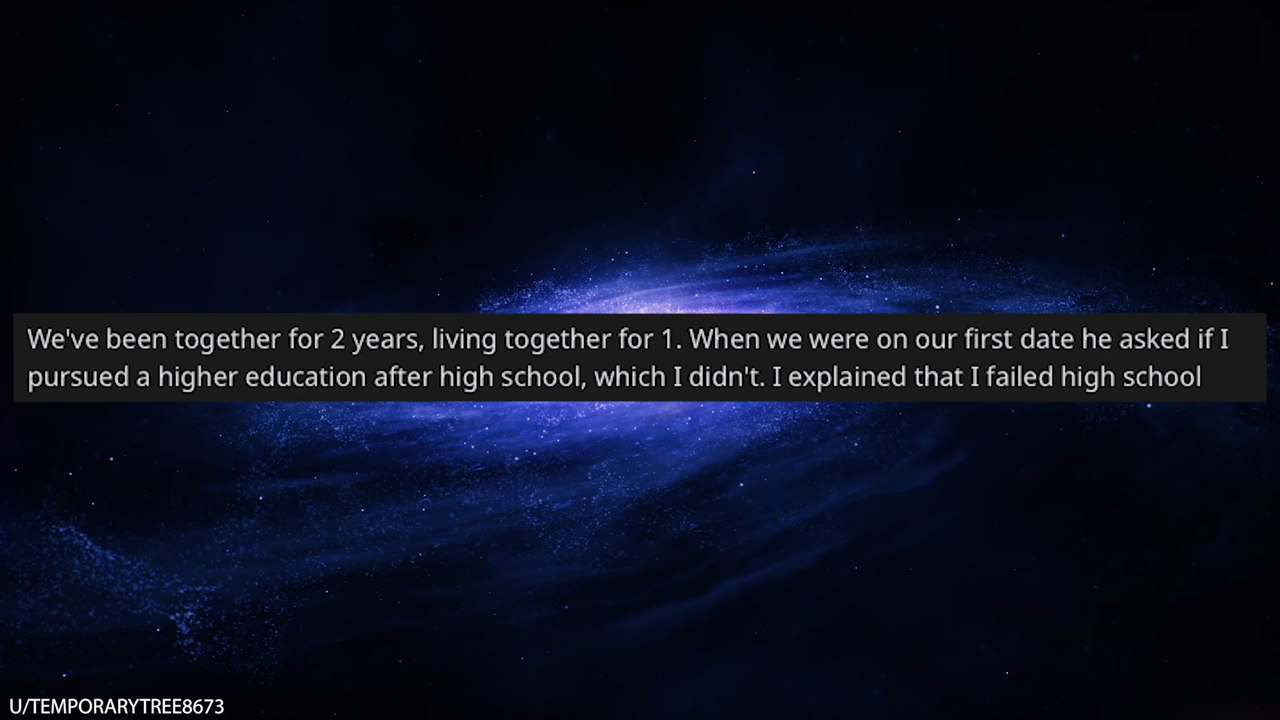 We've been together for 2 years, living together for 1. When we were on our first date he asked if I
pursued a higher education after high school, which I didn't. I explained that I failed high school
U/TEMPORARYTREE8673